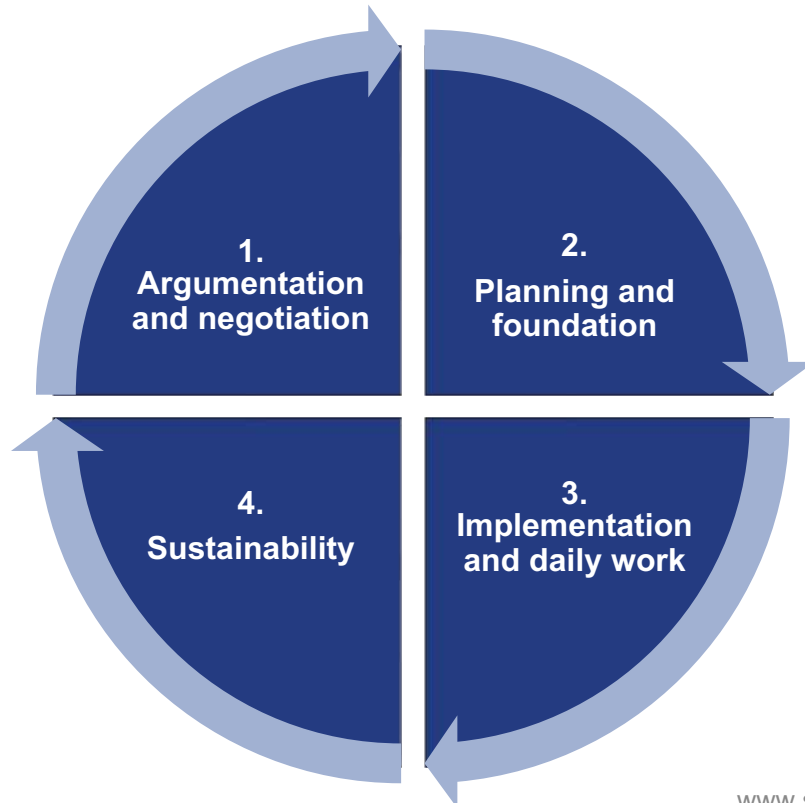 1.
Argumentation
and negotiation
2.
Planning and
foundation
3.
Implementation
and daily work
4.
Sustainability